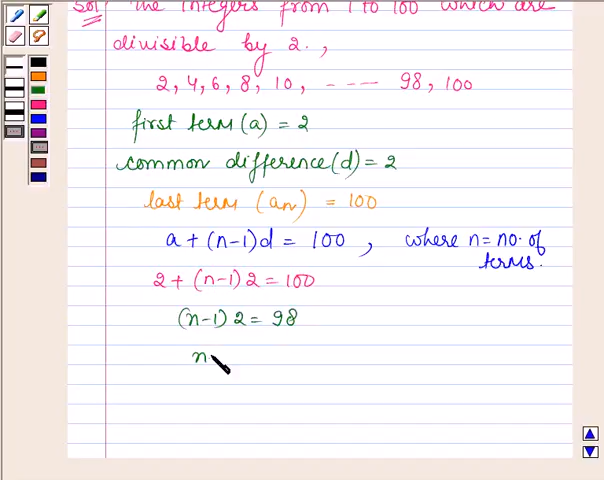 Sol: The integers from 1 to 100 which are
divisible by 2.,
2, 4, 6, 8, 10, ---- 98, 100
first term (a) = 2
common difference (d) = 2
last term (an) = 100
a + (n-1)d = 100 , where n = no. of
terms.
2 + (n-1) 2 = 100
(n-1) 2 = 98
n